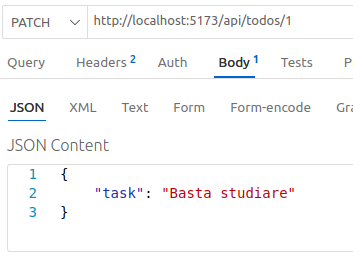 PATCH http://localhost:5173/api/todos/1
Query Headers 2 Auth Body 1 Tests
JSON XML Text Form Form-encode
JSON Content
1 {
2 "task": "Basta studiare"
3 }